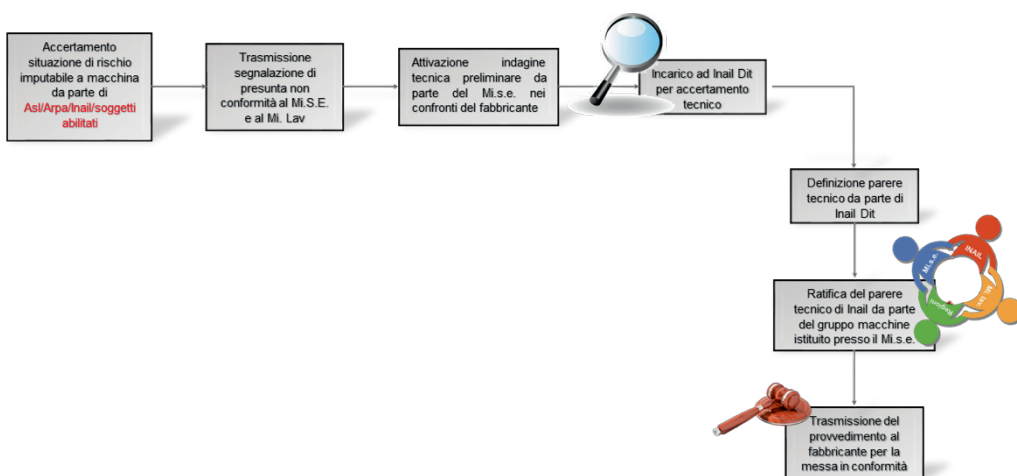 Accertamento
situazione di rischio
imputabile a macchina
da parte di
Asl/Arpa/Inail/soggetti
abilitati
Trasmissione
segnalazione di
presunta non
conformità al Mi.S.E.
e al Mi. Lav
Attivazione indagine
tecnica preliminare da
parte del Mi.s.e. nei
confronti del fabbricante
Incarico ad Inail Dit
per accertamento
tecnico
Definizione parere
tecnico da parte di
Inail Dit
Mi.s.e.
INAIL
Mi. lav.
Regioni
Ratifica del parere
tecnico di Inail da parte
del gruppo macchine
istituito presso il Mi.s.e.
Trasmissione del
provvedimento al
fabbricante per la
messa in conformità